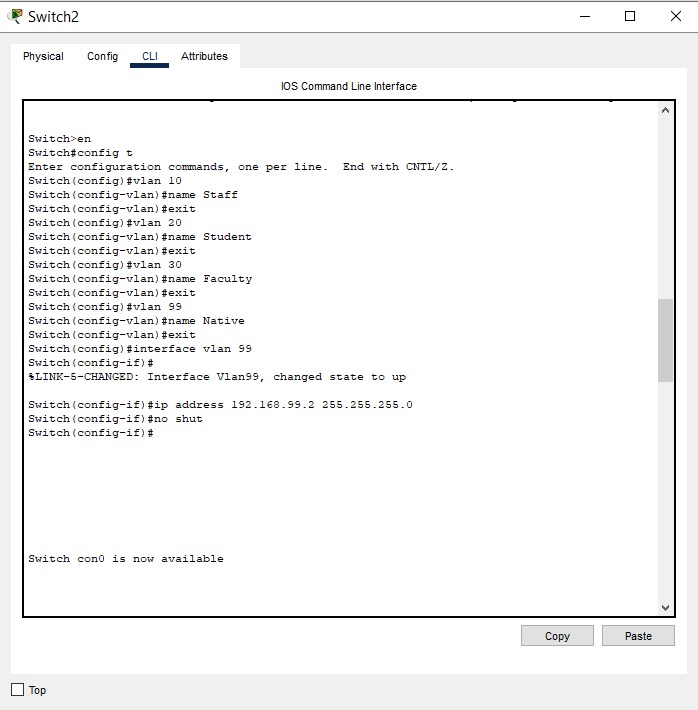 Switch2
Physical Config CLI Attributes
IOS Command Line Interface
Switch>en
Switch#config t
Enter configuration commands, one per line.  End with CNTL/Z.
Switch(config)#vlan 10
Switch(config-vlan)#name Staff
Switch(config-vlan)#exit
Switch(config)#vlan 20
Switch(config-vlan)#name Student
Switch(config-vlan)#exit
Switch(config)#vlan 30
Switch(config-vlan)#name Faculty
Switch(config-vlan)#exit
Switch(config)#vlan 99
Switch(config-vlan)#name Native
Switch(config-vlan)#exit
Switch(config)#interface vlan 99
Switch(config-if)#
%LINK-5-CHANGED: Interface Vlan99, changed state to up
Switch(config-if)#ip address 192.168.99.2 255.255.255.0
Switch(config-if)#no shut
Switch(config-if)#
Switch con0 is now available
Copy Paste
Top